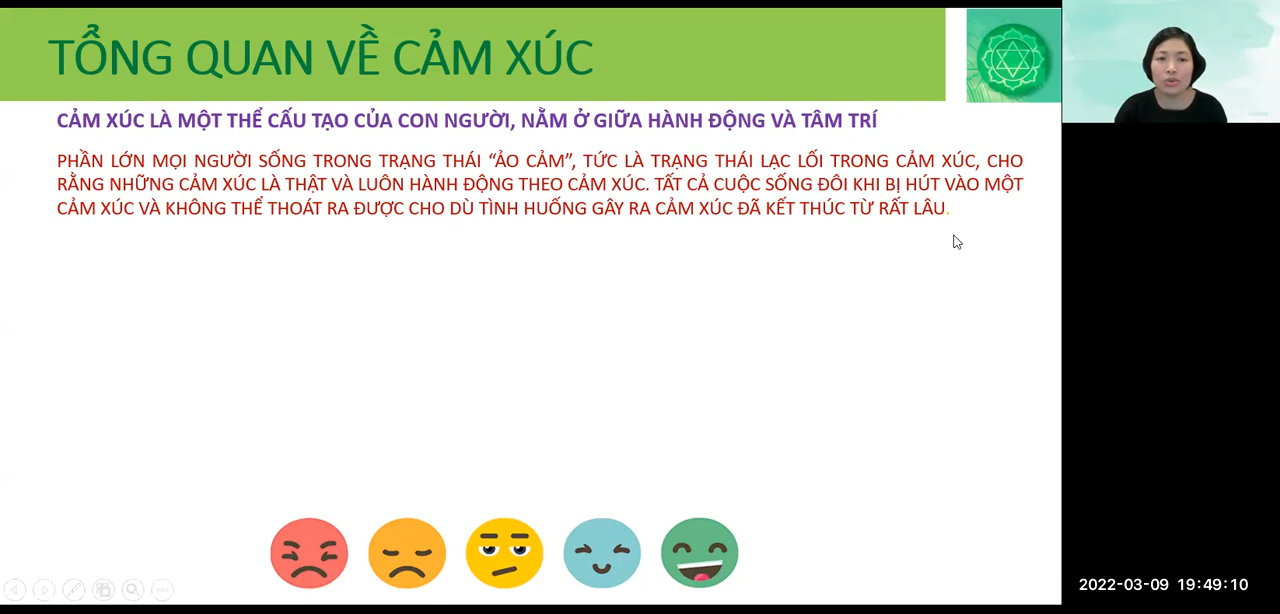 TỔNG QUAN VỀ CẢM XÚC
CẢM XÚC LÀ MỘT THỂ CẤU TẠO CỦA CON NGƯỜI, NẰM Ở GIỮA HÀNH ĐỘNG VÀ TÂM TRÍ
PHẦN LỚN MỌI NGƯỜI SỐNG TRONG TRẠNG THÁI “ẢO CẢM”, TỨC LÀ TRẠNG THÁI LẠC LỐI TRONG CẢM XÚC, CHO
RẰNG NHỮNG CẢM XÚC LÀ THẬT VÀ LUÔN HÀNH ĐỘNG THEO CẢM XÚC. TẤT CẢ CUỘC SỐNG ĐÔI KHI BỊ HÚT VÀO MỘT
CẢM XÚC VÀ KHÔNG THỂ THOÁT RA ĐƯỢC CHO DÙ TÌNH HUỐNG GÂY RA CẢM XÚC ĐÃ KẾT THÚC TỪ RẤT LÂU.
2022-03-09 19:49:10